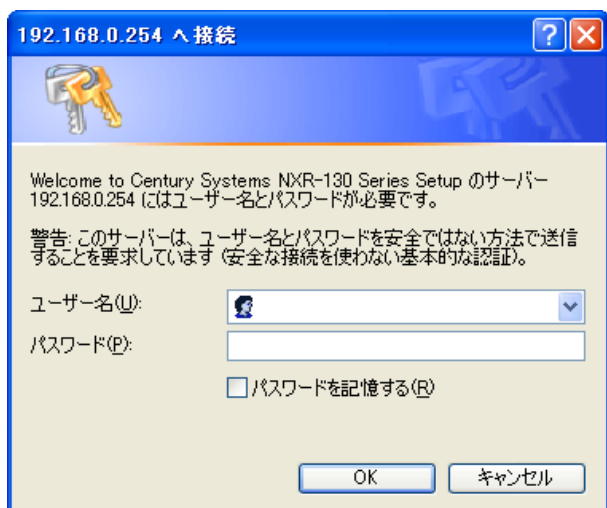 192.168.0.254 へ接続
Welcome to Century Systems NXR-130 Series Setup のサーバー
192.168.0.254 にはユーザー名とパスワードが必要です。
警告: このサーバーは、ユーザー名とパスワードを安全ではない方法で送信
することを要求しています (安全な接続を使わない基本的な認証)。
ユーザー名(U):
パスワード(P):
パスワードを記憶する(R)
OK キャンセル